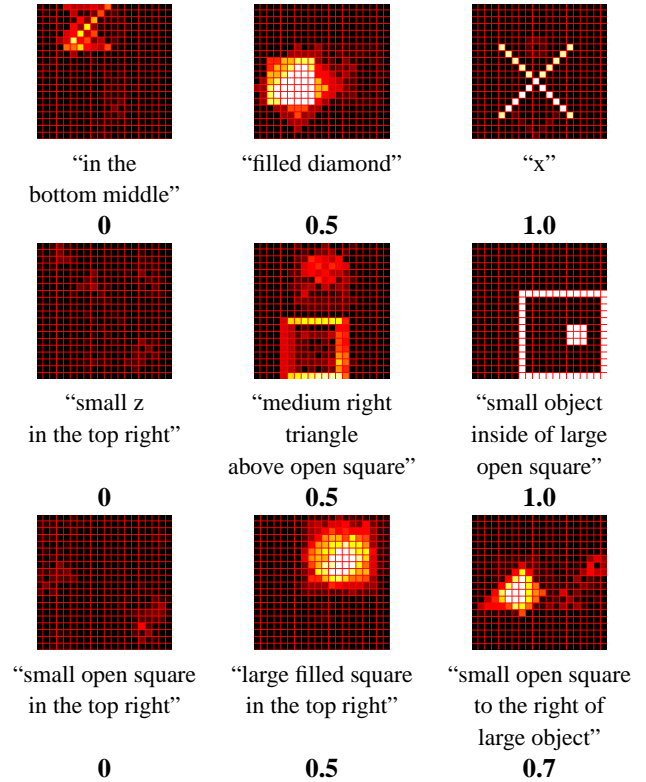 “in the
bottom middle”
0
“filled diamond”
0.5
“x”
1.0
“small z
in the top right”
0
“medium right
triangle
above open square”
0.5
“small object
inside of large
open square”
1.0
“small open square
in the top right”
0
“large filled square
in the top right”
0.5
“small open square
to the right of
large object”
0.7